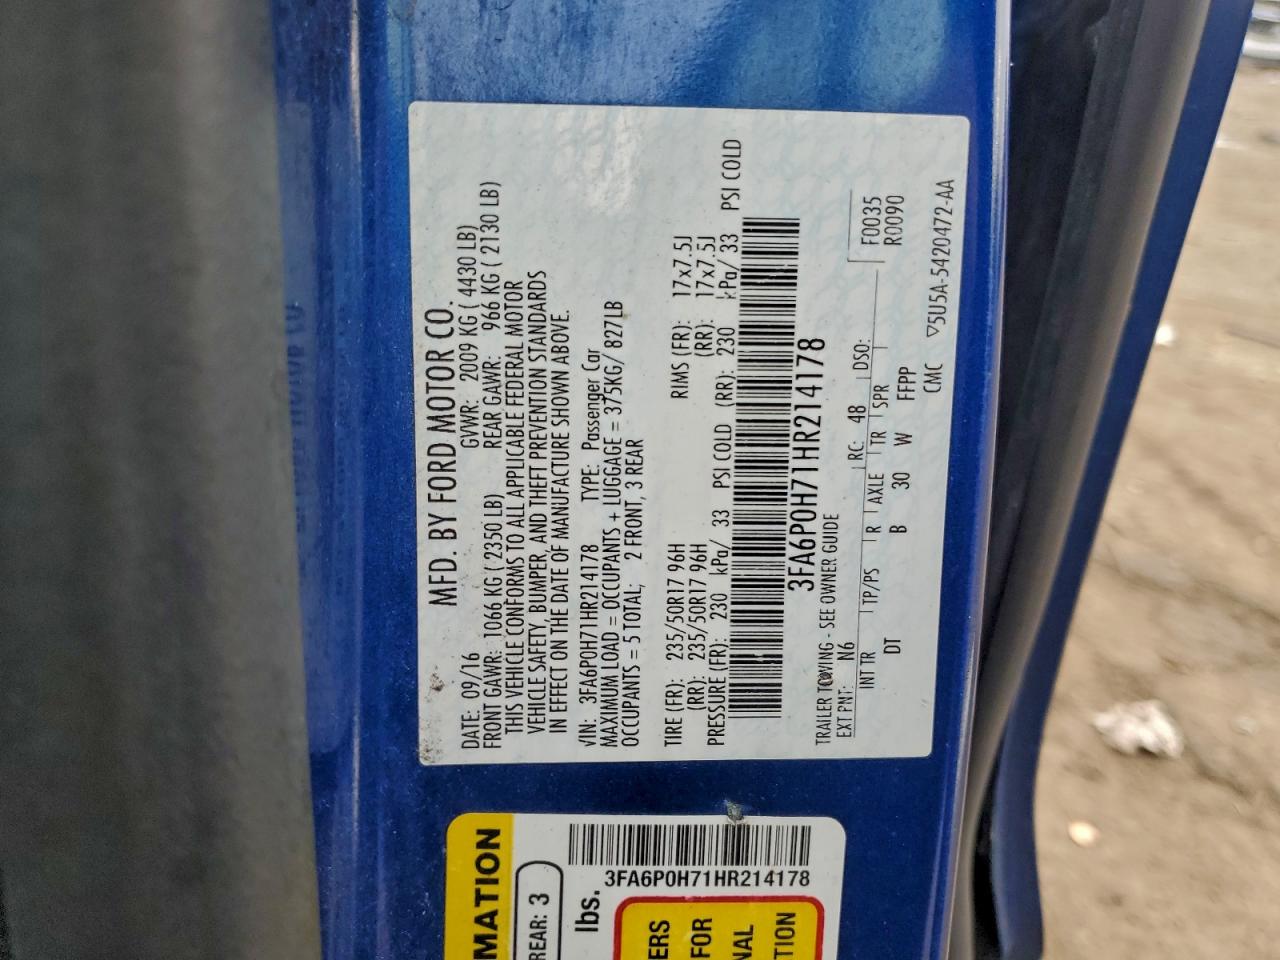 MFD. BY FORD MOTOR CO.
DATE: 09/16 GVWR: 2009 KG ( 4430 LB)
FRONT GAWR: 1066 KG ( 2350 LB) REAR GAWR: 966 KG ( 2130 LB)
THIS VEHICLE CONFORMS TO ALL APPLICABLE FEDERAL MOTOR
VEHICLE SAFETY, BUMPER, AND THEFT PREVENTION STANDARDS
IN EFFECT ON THE DATE OF MANUFACTURE SHOWN ABOVE.
VIN: 3FA6P0H71HR214178 TYPE: Passenger Car
MAXIMUM LOAD = OCCUPANTS + LUGGAGE = 375KG/ 827LB
OCCUPANTS = 5 TOTAL; 2 FRONT, 3 REAR
TIRE (FR): 235/50R17 96H RIMS (FR): 17x7.5J
(RR): 235/50R17 96H (RR): 17x7.5J
PRESSURE (FR): 230 kPa/ 33 PSI COLD (RR): 230 kPa/ 33 PSI COLD
3FA6P0H71HR214178
TRAILER TOWING - SEE OWNER GUIDE
EXT PNT: N6 RC: 48 DSO: F0035
R0090
INT TR TP/PS R AXLE TR SPR
DT B 30 W FFPP
CMC ▽5U5A-5420472-AA
MATION
REAR: 3
lbs.
3FA6P0H71HR214178
ERS
FOR
NAL
TION